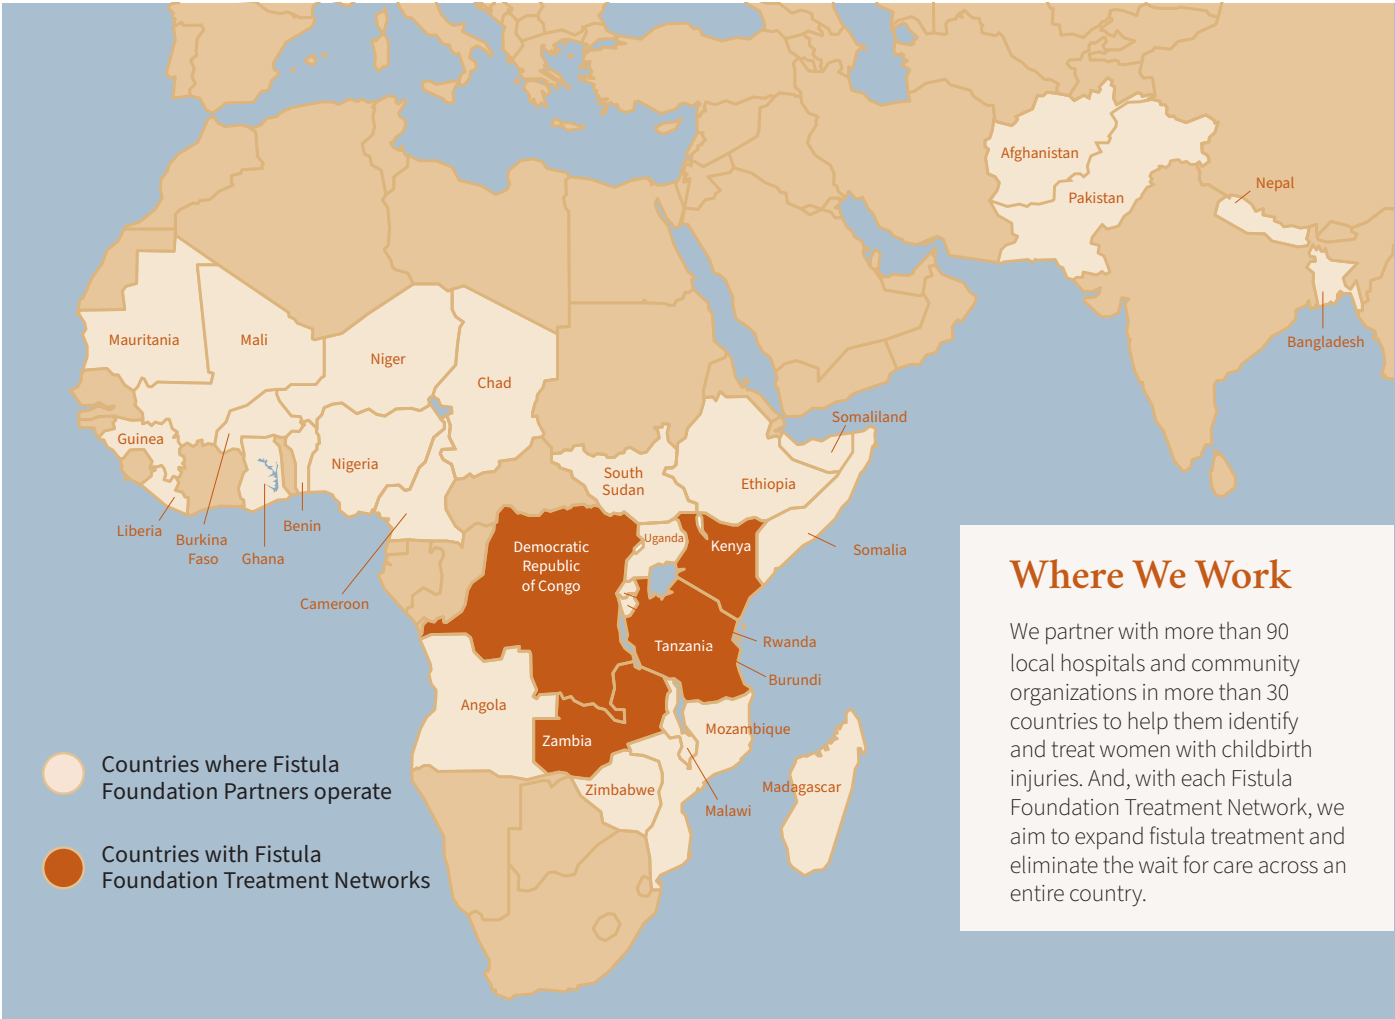 Afghanistan
Pakistan
Nepal
Bangladesh
Mauritania
Mali
Niger
Chad
Guinea
Nigeria
Liberia
Burkina
Faso
Ghana
Benin
Cameroon
South
Sudan
Somaliland
Ethiopia
Somalia
Uganda
Kenya
Democratic
Republic
of Congo
Tanzania
Rwanda
Burundi
Angola
Zambia
Mozambique
Zimbabwe
Malawi
Madagascar
Countries where Fistula
Foundation Partners operate
Countries with Fistula
Foundation Treatment Networks
Where We Work
We partner with more than 90
local hospitals and community
organizations in more than 30
countries to help them identify
and treat women with childbirth
injuries. And, with each Fistula
Foundation Treatment Network, we
aim to expand fistula treatment and
eliminate the wait for care across an
entire country.